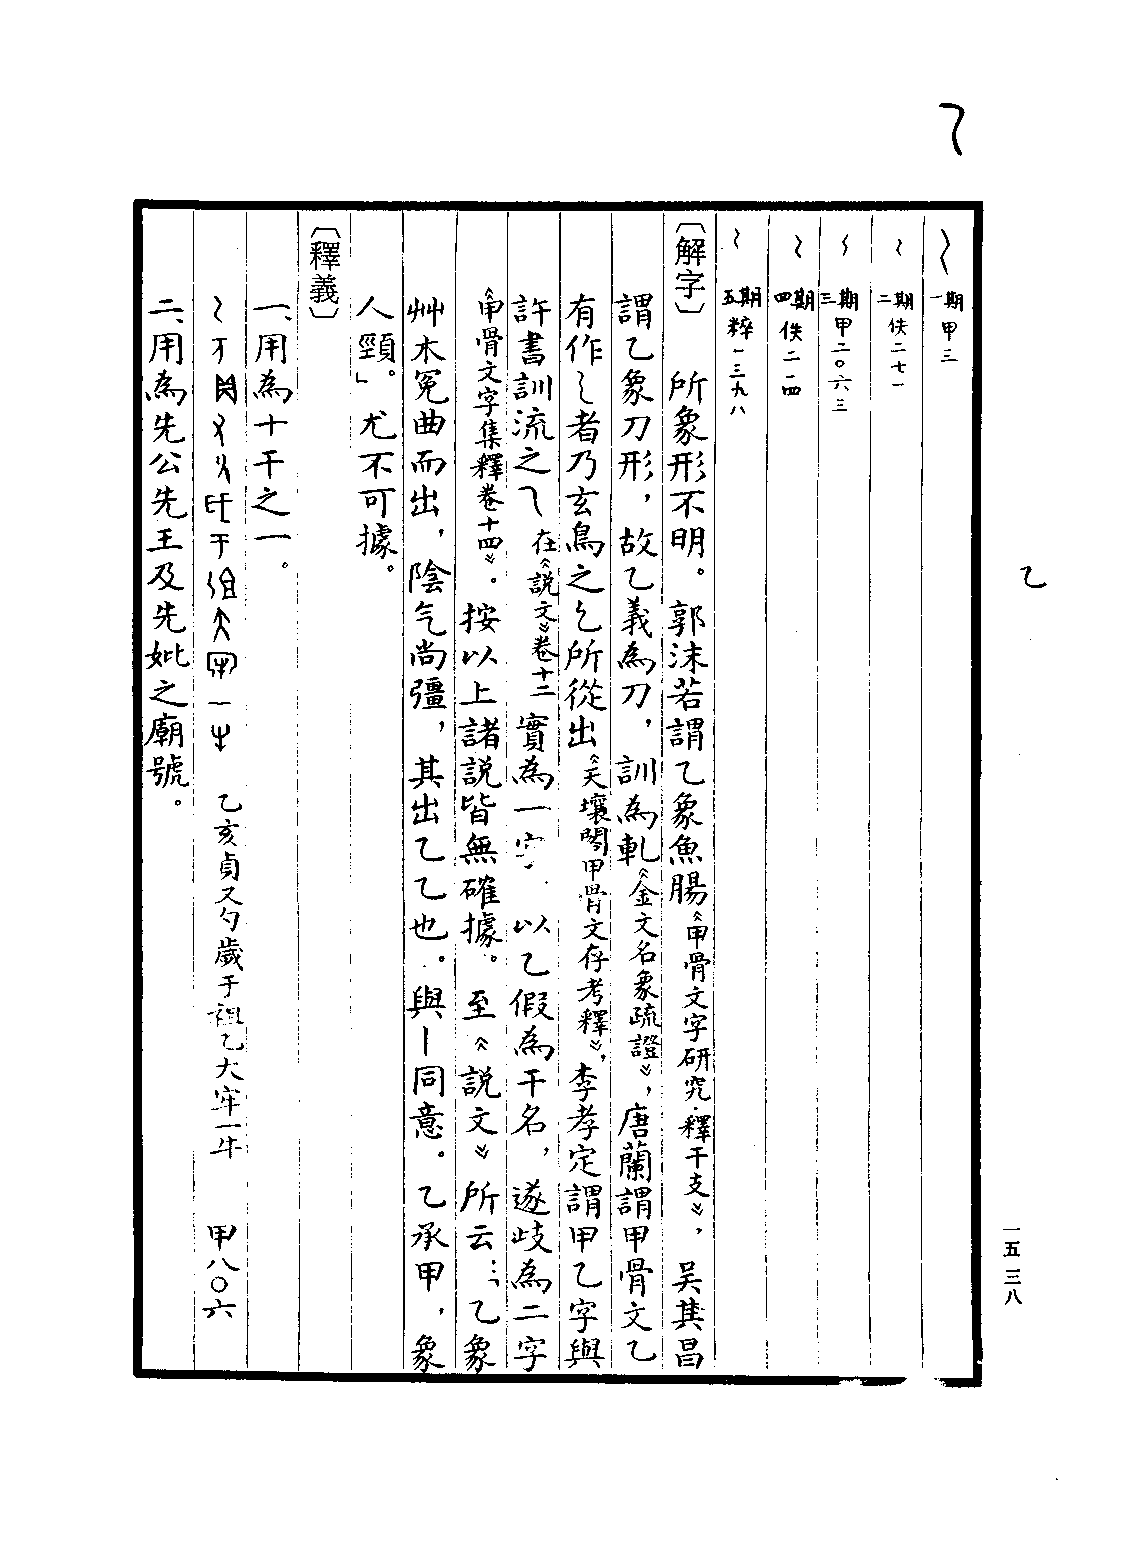 乙
一期 甲三
二期 佚二七一
三期 甲二〇六三
四期 佚二一四
五期 粹一三九八
〔解字〕所象形不明。郭沫若謂乙象魚腸《甲骨文字研究·釋干支》，吳其昌
謂乙象刀形，故乙義為刀，訓為軋《金文名象疏證》，唐蘭謂甲骨文乙
有作者乃玄鳥之乚所從出《天壤閣甲骨文存考釋》，李孝定謂甲乙字與
許書訓流之乁在《說文》卷十二實為一字，以乙假為干名，遂歧為二字
《甲骨文字集釋卷十四》。按以上諸說皆無確據。至《說文》所云：「乙象
艸木冤曲而出，陰气尚彊，其出乙乙也。與丨同意。乙承甲，象
人頸。」尤不可據。
〔釋義〕
一、用為十干之一。
乙亥貞又勺歲于祖乙大牢一牛 甲八〇六
二、用為先公先王及先妣之廟號。
乙
一五三八